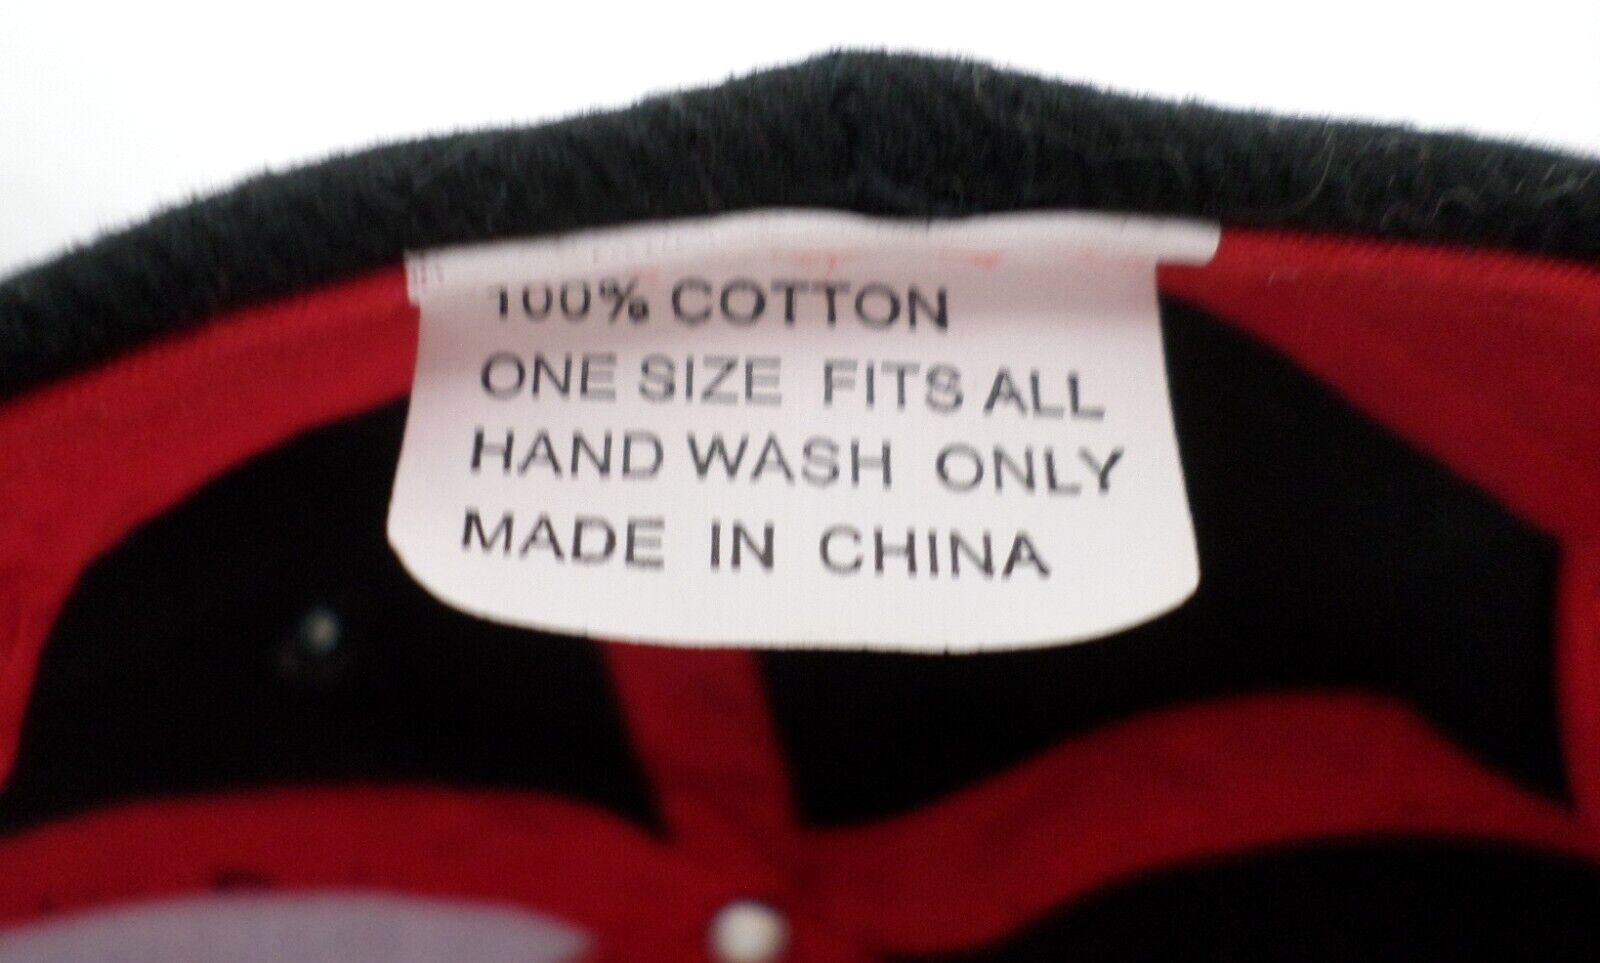 100% COTTON
ONE SIZE FITS ALL
HAND WASH ONLY
MADE IN CHINA